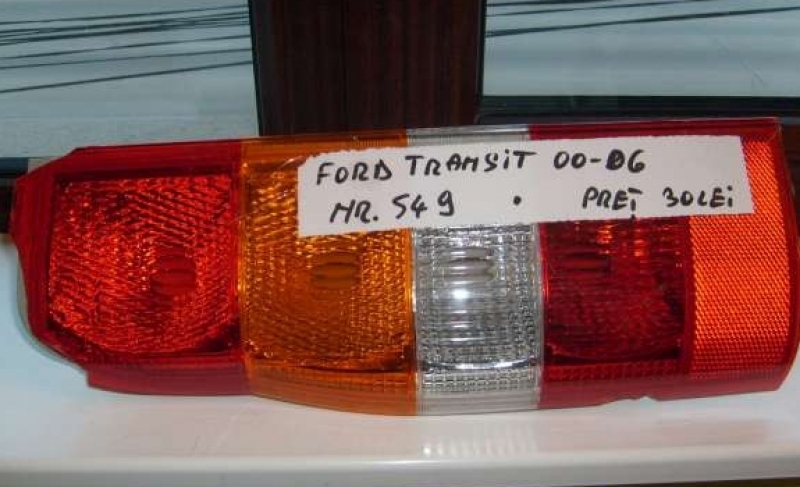 FORD TRANSiT 00-06
NR. 549 • PREȚ 30LEi